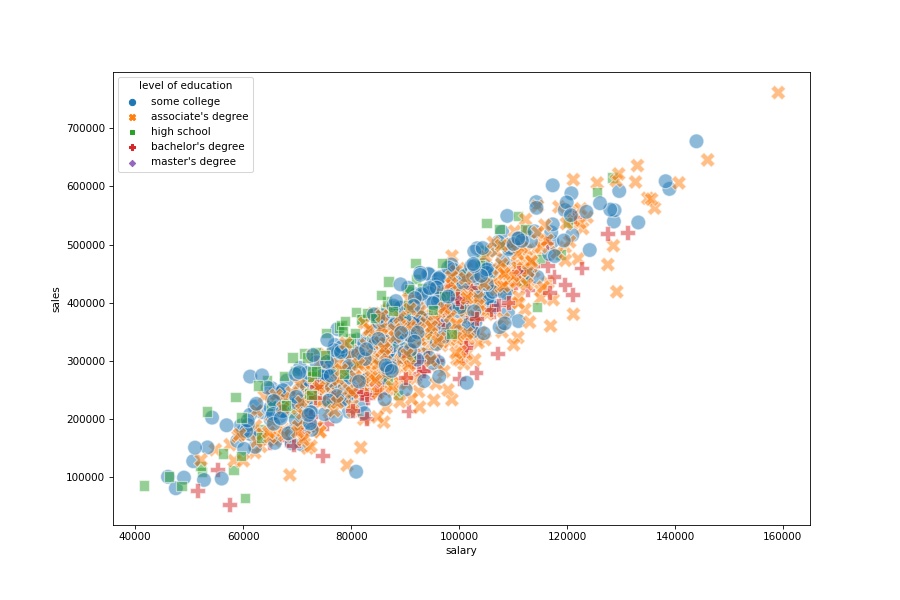 level of education
some college
associate's degree
high school
bachelor's degree
master's degree
700000
600000
500000
400000
300000
200000
100000
sales
40000 60000 80000 100000 120000 140000 160000
salary